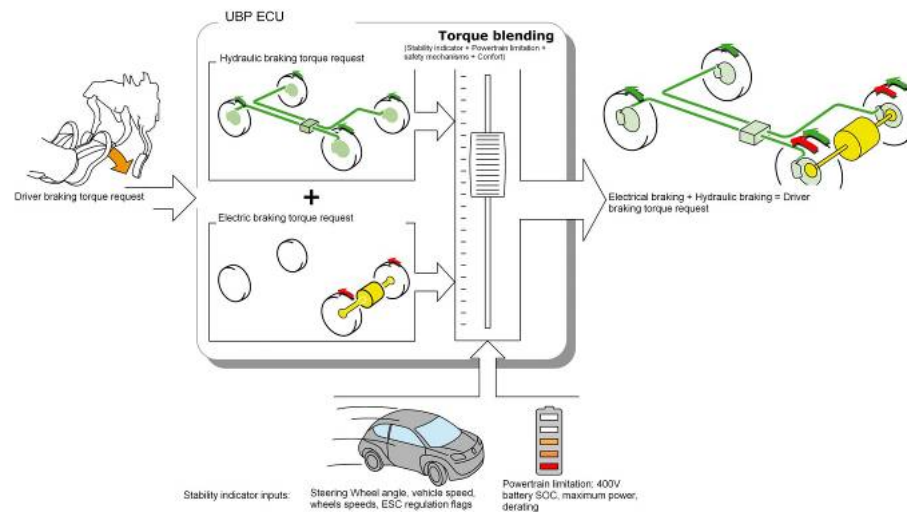 UBP ECU
Torque blending
(Stability indicator + Powertrain limitation +
safety mechanisms + Confort)
Hydraulic braking torque request
Driver braking torque request
+
Electric braking torque request
Electrical braking + Hydraulic braking = Driver
braking torque request
Stability indicator inputs:
Steering Wheel angle, vehicle speed,
wheels speeds, ESC regulation flags
Powertrain limitation: 400V
battery SOC, maximum power,
derating